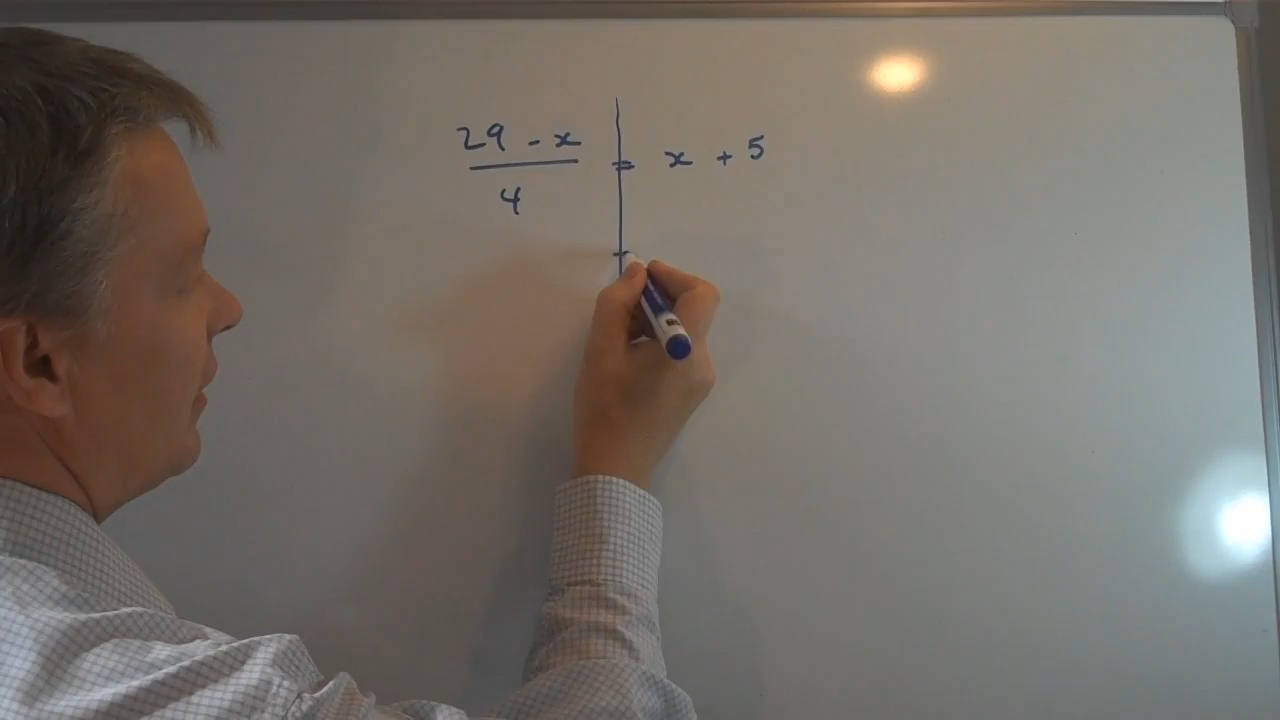 29 - x = x + 5
4